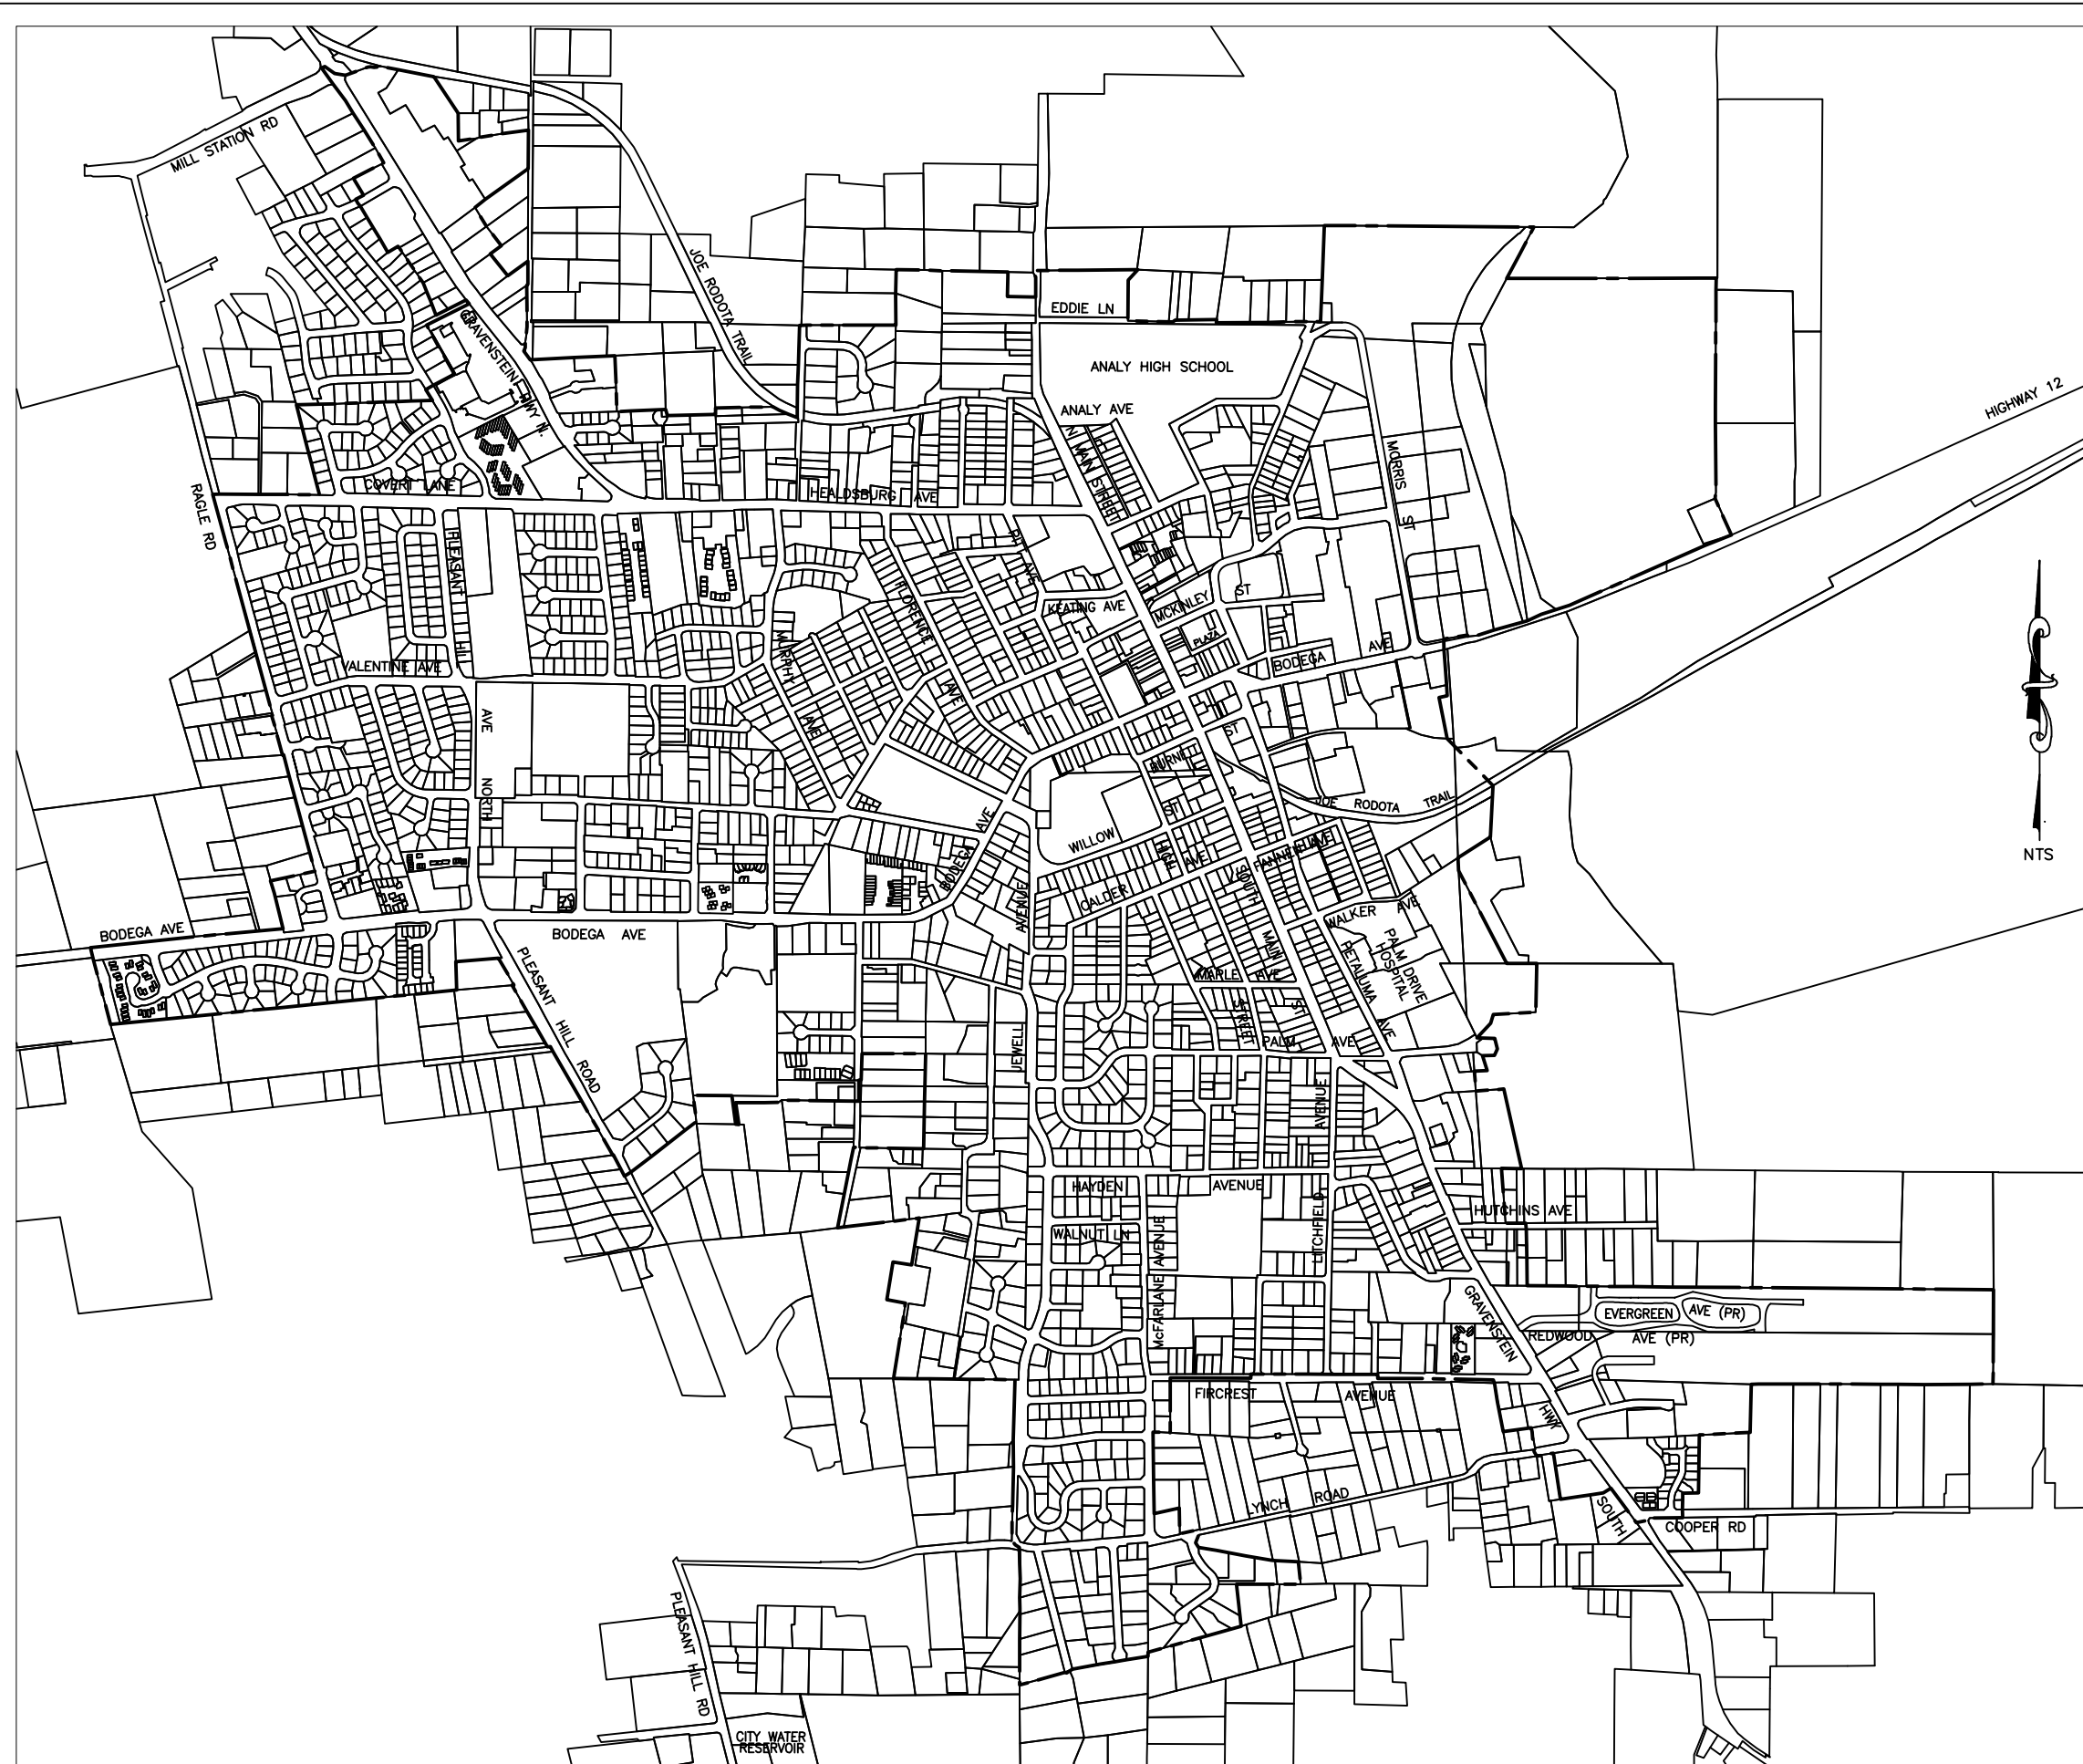 MILL STATION RD
JOE RODOTA TRAIL
EDDIE LN
GRAVENSTEIN HWY N.
ANALY HIGH SCHOOL
HIGHWAY 12
ANALY AVE
N MAIN STREET
MORRIS ST
COVERT LANE
HEALDSBURG AVE
RAGLE RD
PLEASANT HILL
AVE NORTH
FLORENCE AVE
KEATING AVE
MCKINLEY ST
PLAZA
VALENTINE AVE
MURPHY AVE
BODEGA AVE
BURNETT ST
JOE RODOTA TRAIL
WILLOW ST
FANNEN AVE
NTS
HIGH STREET
CALDER AVE
BODEGA AVE
JEWELL AVENUE
SOUTH MAIN ST
WALKER AVE
BODEGA AVE
BODEGA AVE
PLEASANT HILL ROAD
MAPLE AVE
PETALUMA AVE
PALM DRIVE
HOSPITAL
PALM AVE
LITCHFIELD AVENUE
HAYDEN AVENUE
HUTCHINS AVE
WALNUT LN
McFARLANE AVENUE
GRAVENSTEIN HWY SOUTH
EVERGREEN AVE (PR)
REDWOOD AVE (PR)
FIRCREST AVENUE
LYNCH ROAD
COOPER RD
PLEASANT HILL RD
CITY WATER
RESERVOIR